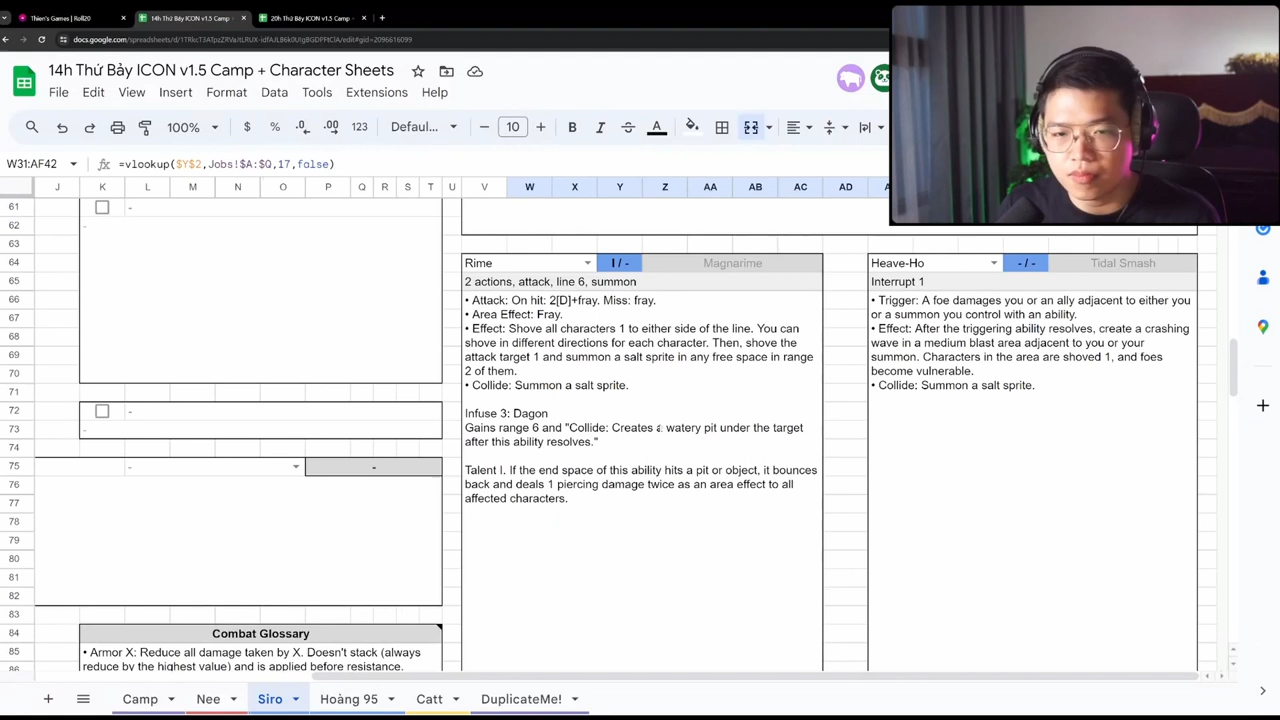 Thien's Games | Roll20
14h Thứ Bảy ICON v1.5 Camp
20h Thứ Bảy ICON v1.5 Camp
14h Thứ Bảy ICON v1.5 Camp + Character Sheets
File Edit View Insert Format Data Tools Extensions Help
100% $ % .0 .00 123 Defaul... 10 B I A
W31:AF42 fx =vlookup($Y$2,Jobs!$A:$Q,17,false)
J K L M N O P Q R S T U V W X Y Z AA AB AC AD
61 -
62 -
63
64 Rime I / - Magnarime Heave-Ho - / - Tidal Smash
65 2 actions, attack, line 6, summon Interrupt 1
66
67
68
69
70
71
72 -
73 -
74
75 - -
76
77
78
79
80
81
82
83
84
85
86
• Attack: On hit: 2[D]+fray. Miss: fray.
• Area Effect: Fray.
• Effect: Shove all characters 1 to either side of the line. You can
shove in different directions for each character. Then, shove the
attack target 1 and summon a salt sprite in any free space in range
2 of them.
• Collide: Summon a salt sprite.
Infuse 3: Dagon
Gains range 6 and "Collide: Creates a watery pit under the target
after this ability resolves."
Talent I. If the end space of this ability hits a pit or object, it bounces
back and deals 1 piercing damage twice as an area effect to all
affected characters.
• Trigger: A foe damages you or an ally adjacent to either you
or a summon you control with an ability.
• Effect: After the triggering ability resolves, create a crashing
wave in a medium blast area adjacent to you or your
summon. Characters in the area are shoved 1, and foes
become vulnerable.
• Collide: Summon a salt sprite.
Combat Glossary
• Armor X: Reduce all damage taken by X. Doesn't stack (always
reduce by the highest value) and is applied before resistance.
Camp Nee Siro Hoàng 95 Catt DuplicateMe!